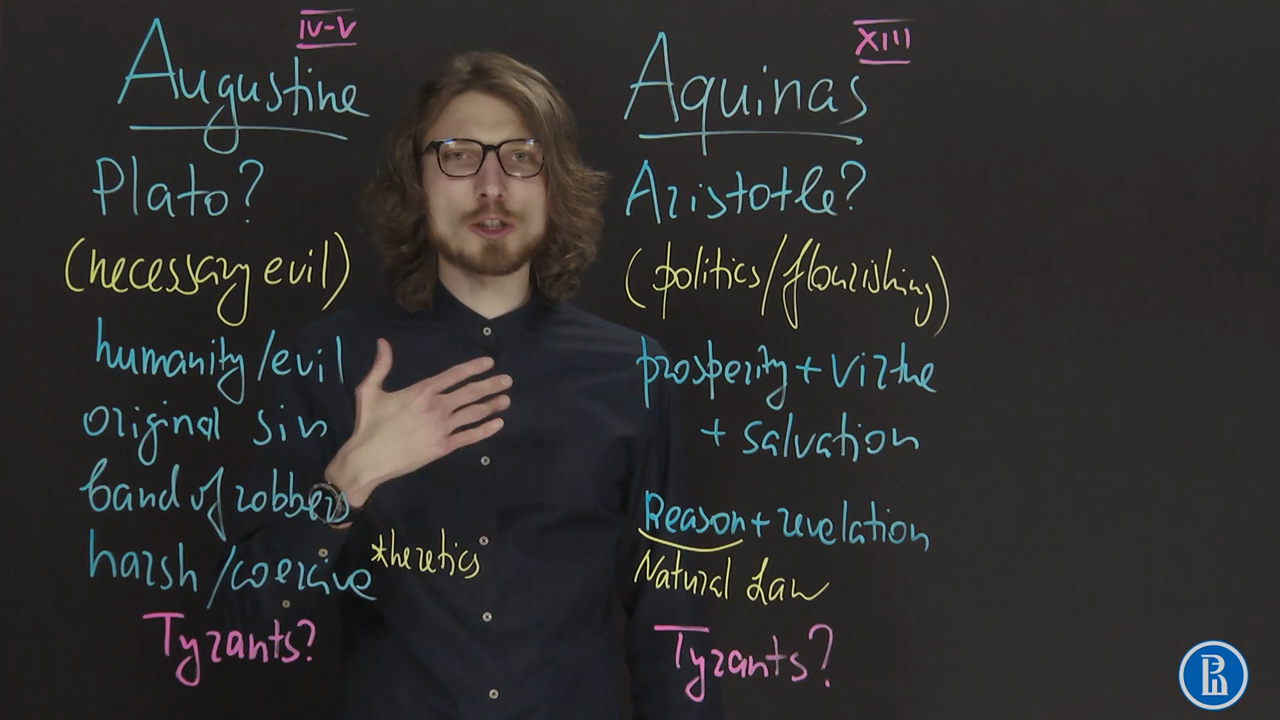 IV-V
Augustine
Plato?
(necessary evil)
humanity/evil
original sin
band of robbers
harsh/coercive *heretics
Tyrants?
XIII
Aquinas
Aristotle?
(politics/flourishing)
prosperity + virtue
+ salvation
Reason + revelation
Natural Law
Tyrants?